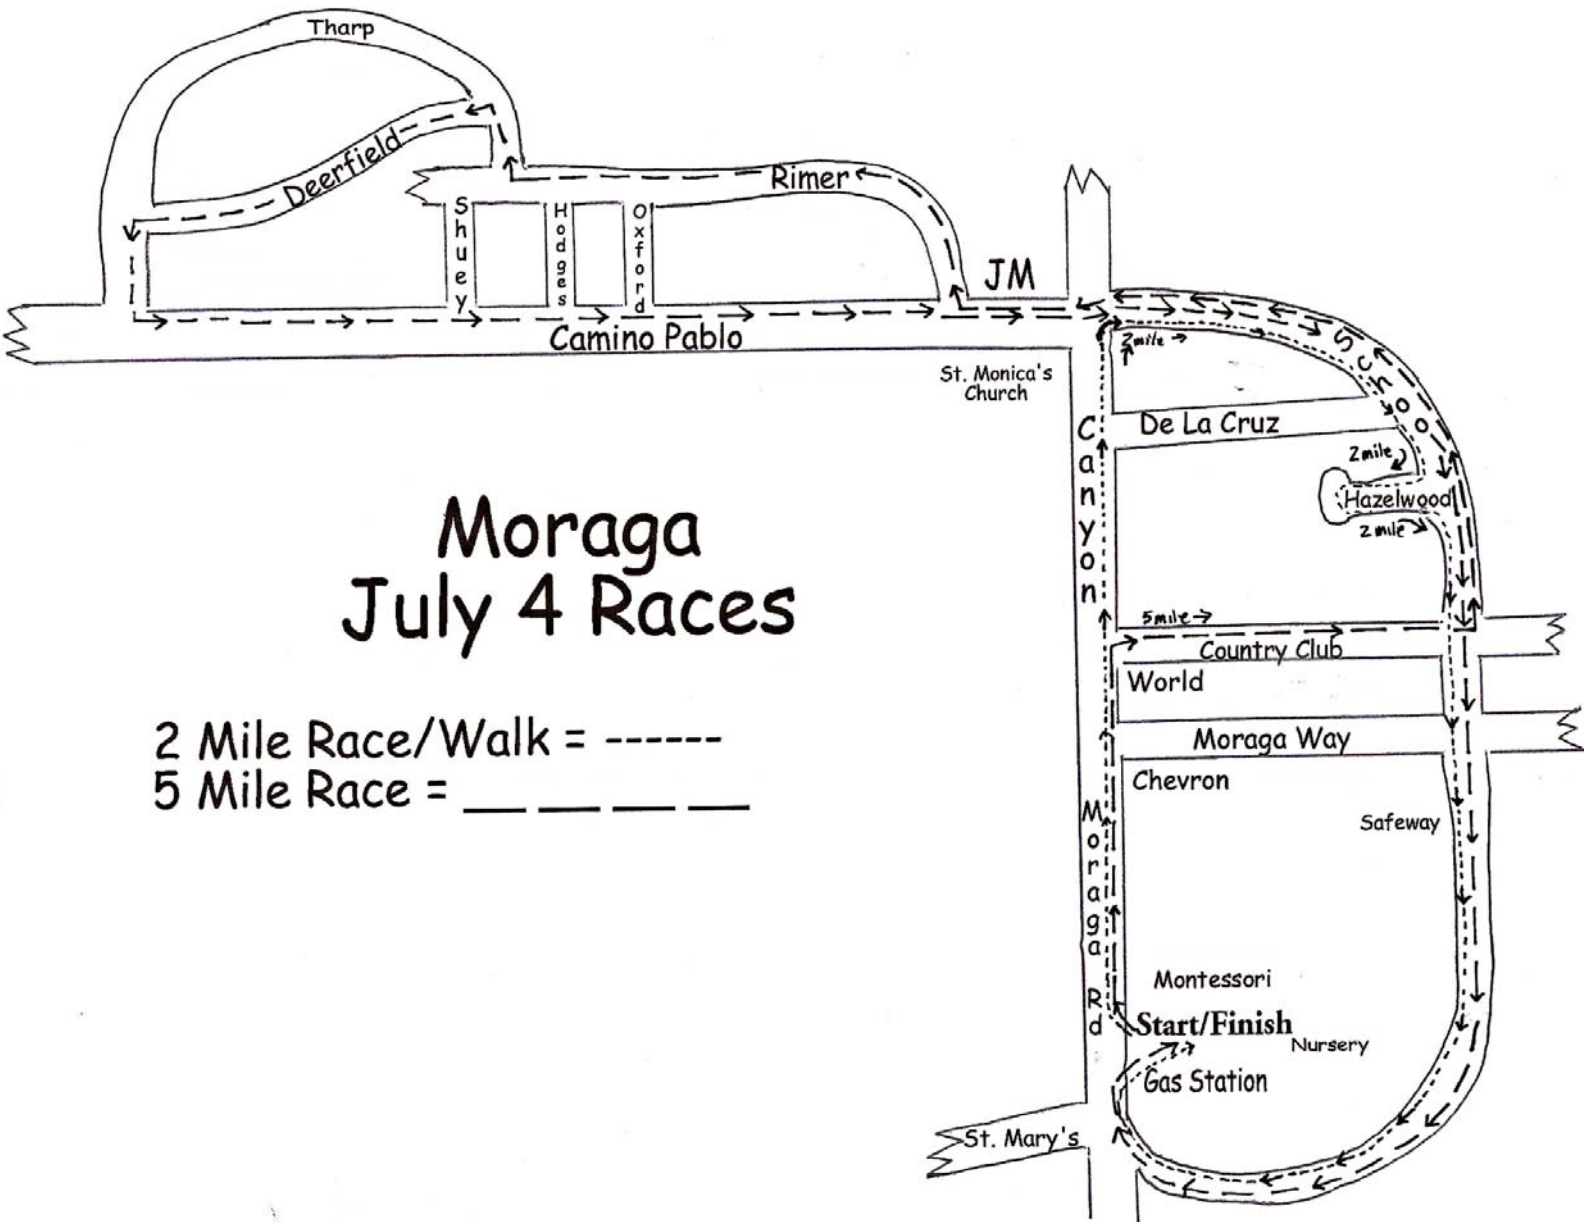 Tharp
Deerfield
Rimer
Shuey
Hodges
Oxford
JM
Camino Pablo
St. Monica's
Church
2 mile →
School
Canyon
De La Cruz
2 mile
Hazelwood
2 mile
Moraga
July 4 Races
5 mile →
Country Club
World
Moraga Way
2 Mile Race/Walk = ------
5 Mile Race = __ __ __ __
Chevron
Safeway
Moraga Rd
Montessori
Start/Finish
Nursery
Gas Station
St. Mary's